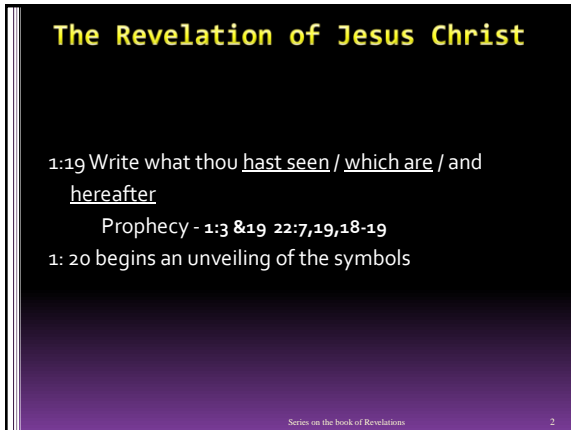 The Revelation of Jesus Christ
1:19 Write what thou hast seen / which are / and
hereafter
Prophecy - 1:3 &19 22:7,19,18-19
1: 20 begins an unveiling of the symbols
Series on the book of Revelations
2